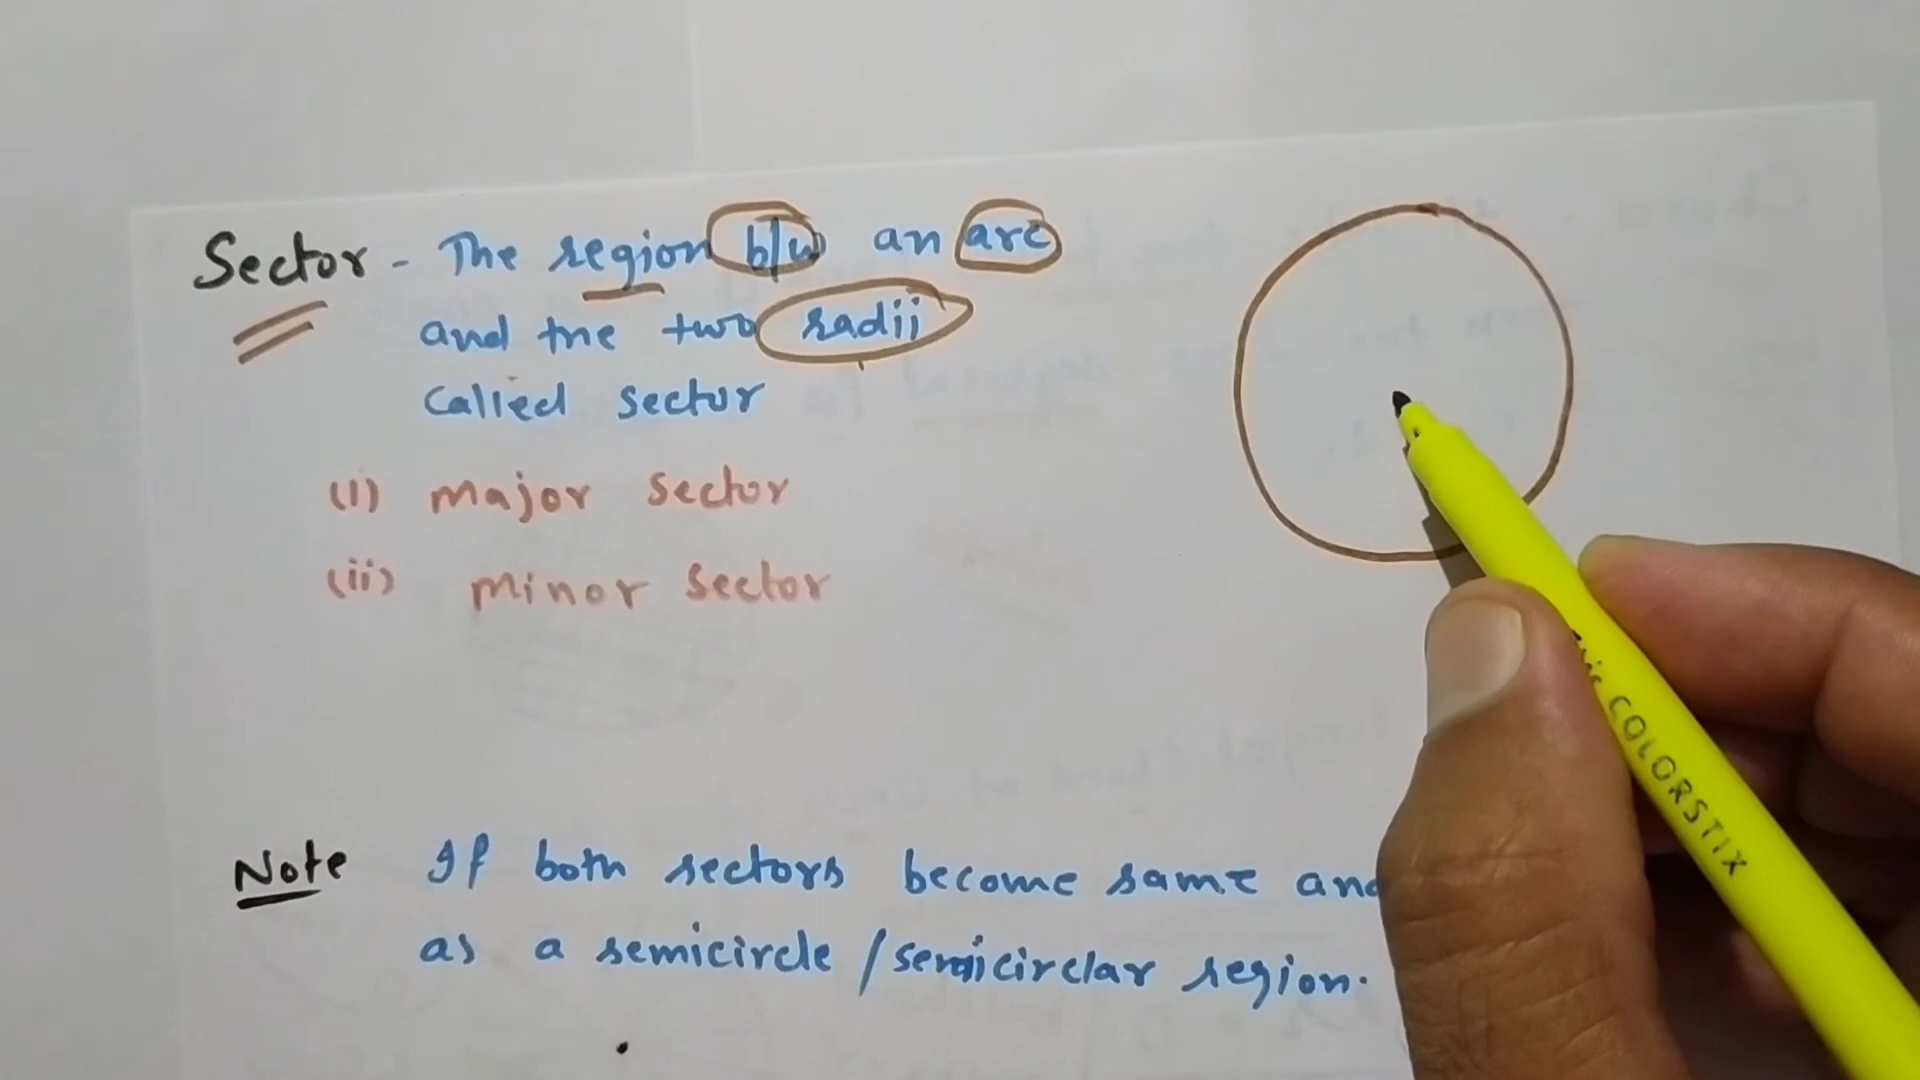 Sector - The region b/w an arc
and the two radii
called sector
(i) major sector
(ii) minor sector
Note If both sectors become same and
as a semicircle / semicirclar region.
COLORSTIX